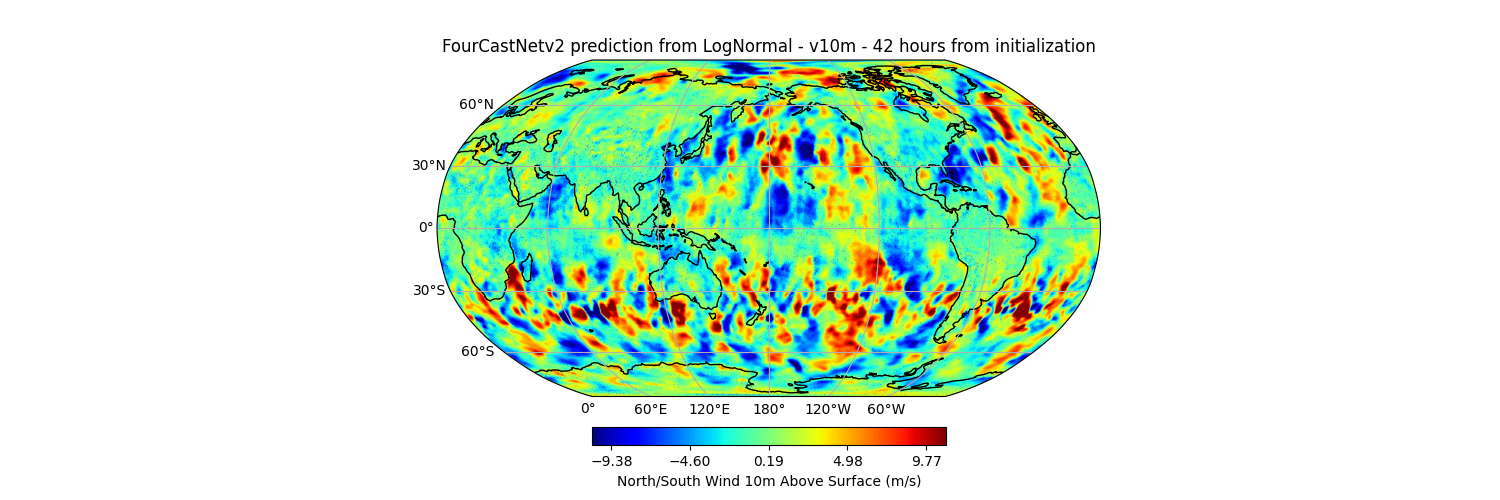 FourCastNetv2 prediction from LogNormal - v10m - 42 hours from initialization
60°N
30°N
0°
30°S
60°S
0° 60°E 120°E 180° 120°W 60°W
−9.38 −4.60 0.19 4.98 9.77
North/South Wind 10m Above Surface (m/s)